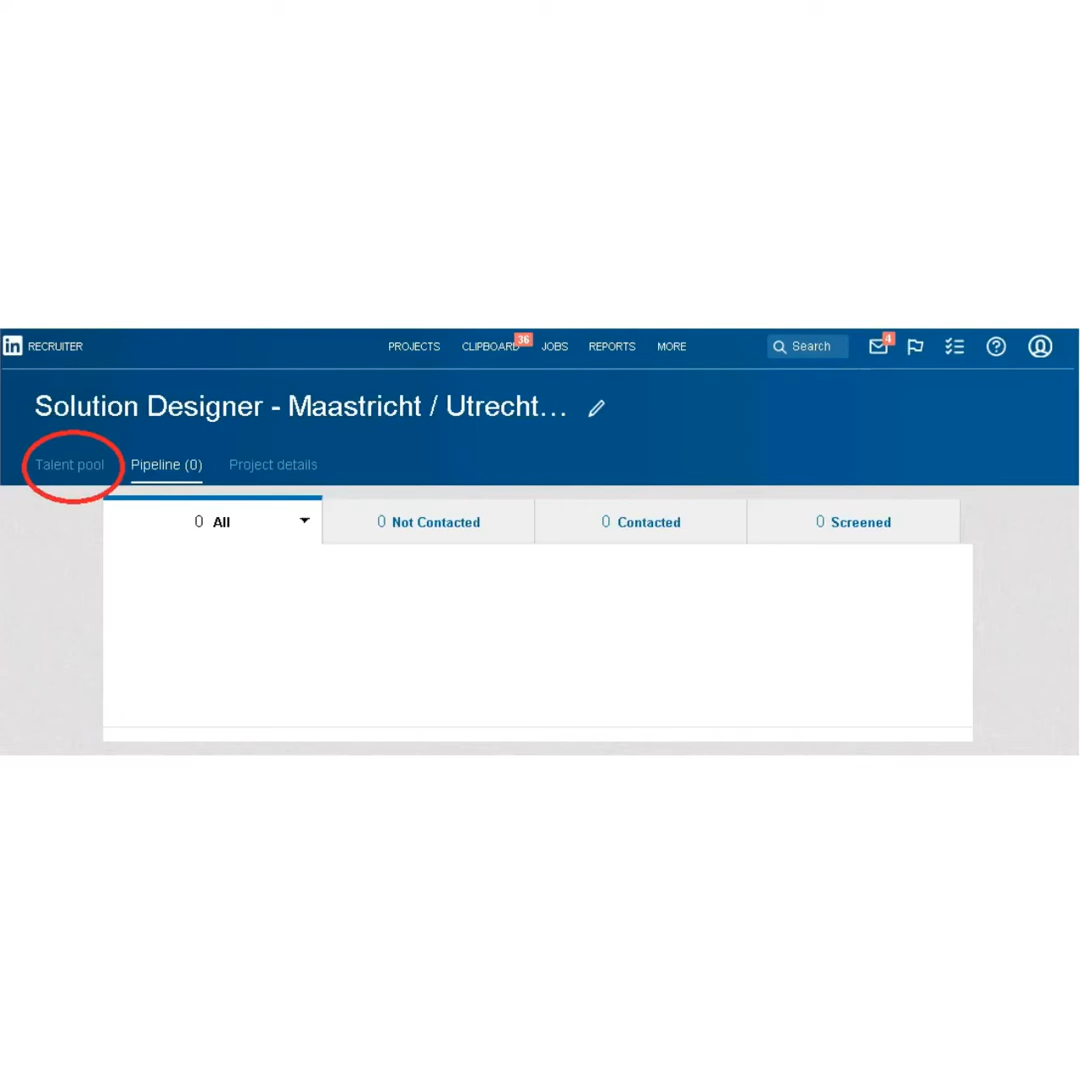 in RECRUITER PROJECTS CLIPBOARD 36 JOBS REPORTS MORE Search 4
Solution Designer - Maastricht / Utrecht...
Talent pool Pipeline (0) Project details
0 All 0 Not Contacted 0 Contacted 0 Screened